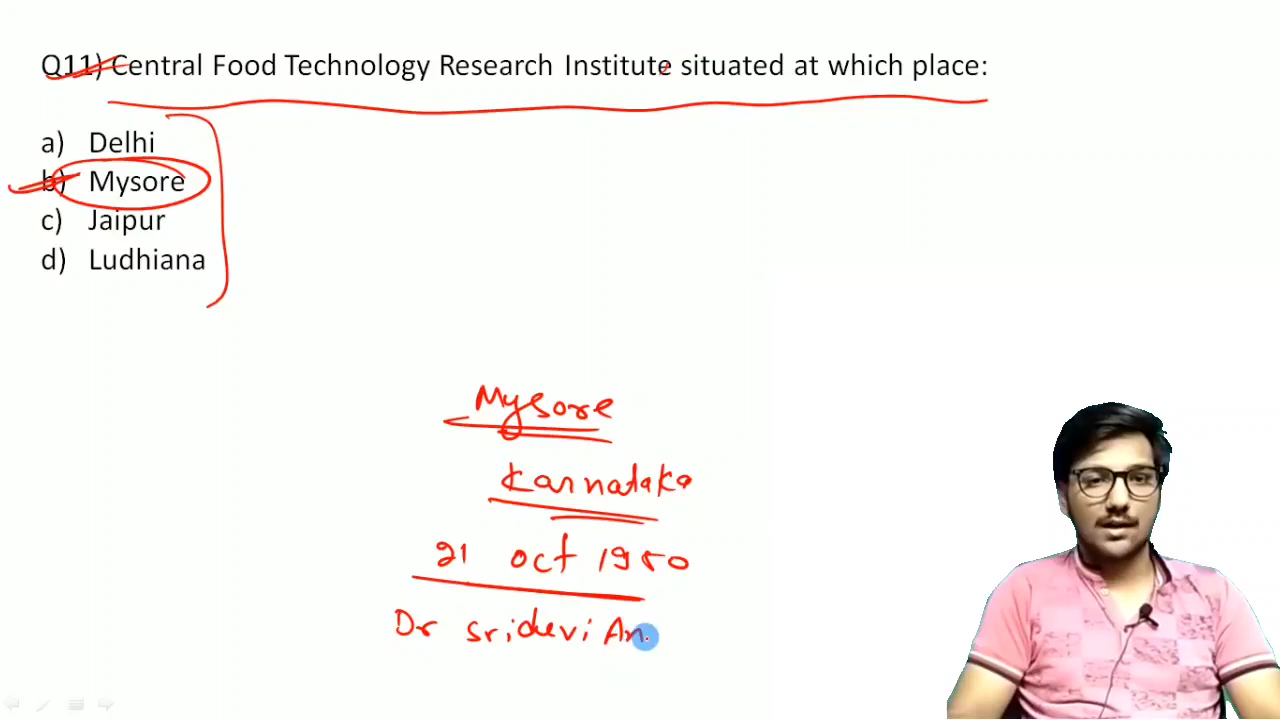 Q11) Central Food Technology Research Institute situated at which place:
a) Delhi
b) Mysore
c) Jaipur
d) Ludhiana
Mysore
Karnataka
21 oct 1950
Dr sridevi An